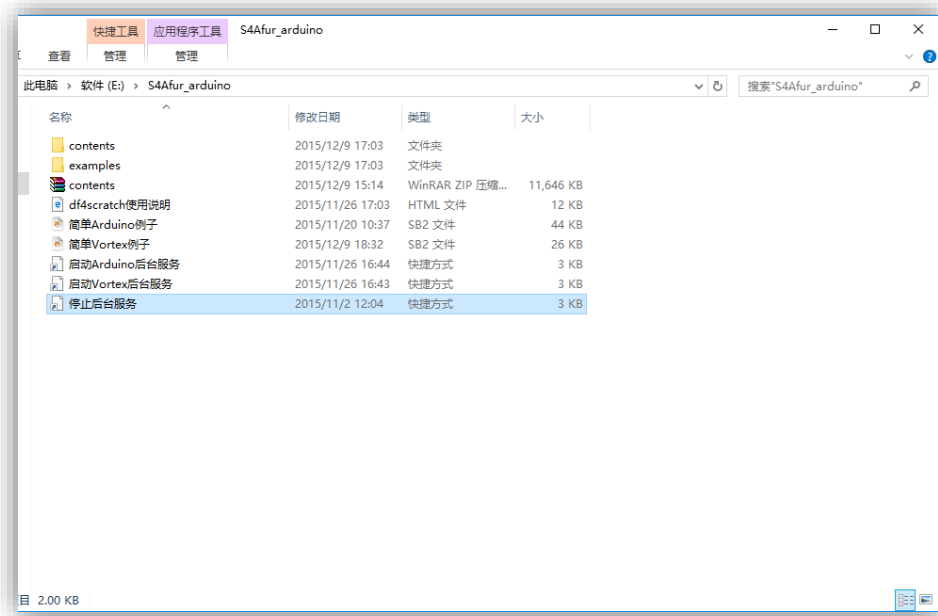 快捷工具 应用程序工具 S4Afur_arduino
查看 管理 管理
此电脑 › 软件 (E:) › S4Afur_arduino 搜索"S4Afur_arduino"
名称 修改日期 类型 大小
contents 2015/12/9 17:03 文件夹
examples 2015/12/9 17:03 文件夹
contents 2015/12/9 15:14 WinRAR ZIP 压缩... 11,646 KB
df4scratch使用说明 2015/11/26 17:03 HTML 文件 12 KB
简单Arduino例子 2015/11/20 10:37 SB2 文件 44 KB
简单Vortex例子 2015/12/9 18:32 SB2 文件 26 KB
启动Arduino后台服务 2015/11/26 16:44 快捷方式 3 KB
启动Vortex后台服务 2015/11/26 16:43 快捷方式 3 KB
停止后台服务 2015/11/2 12:04 快捷方式 3 KB
2.00 KB